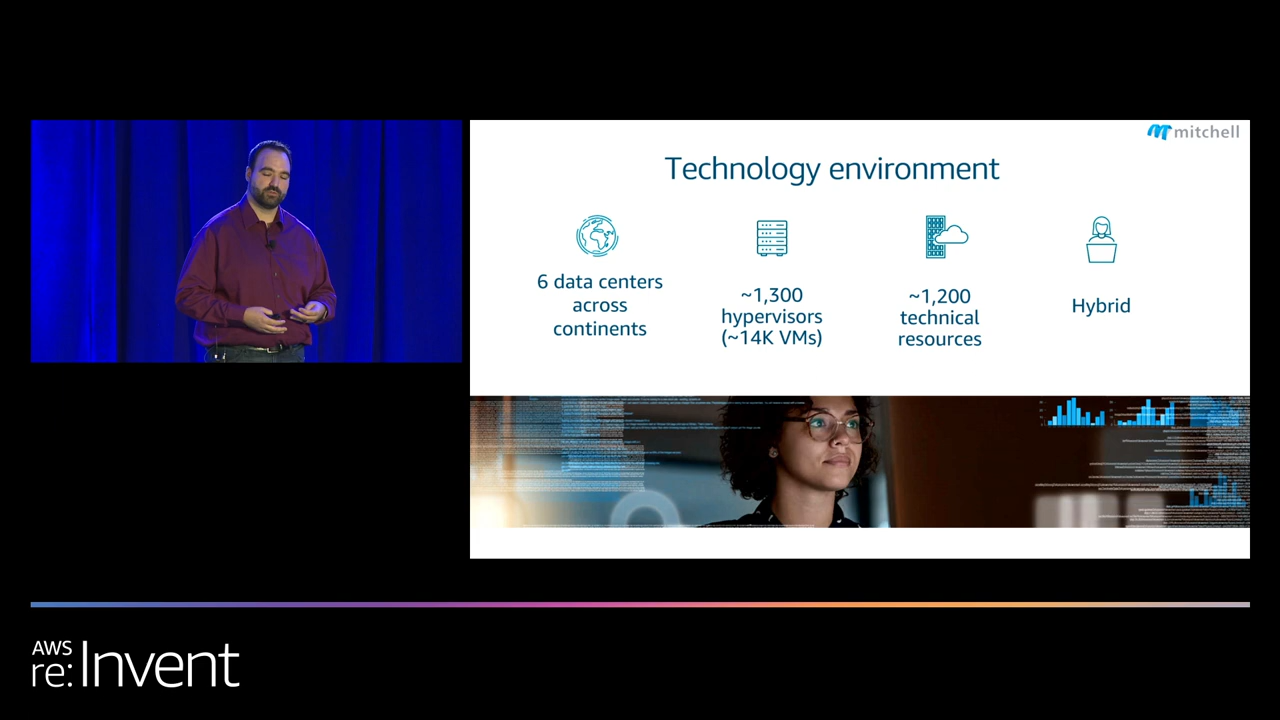 mitchell
Technology environment
6 data centers
across
continents
~1,300
hypervisors
(~14K VMs)
~1,200
technical
resources
Hybrid
AWS
re:Invent